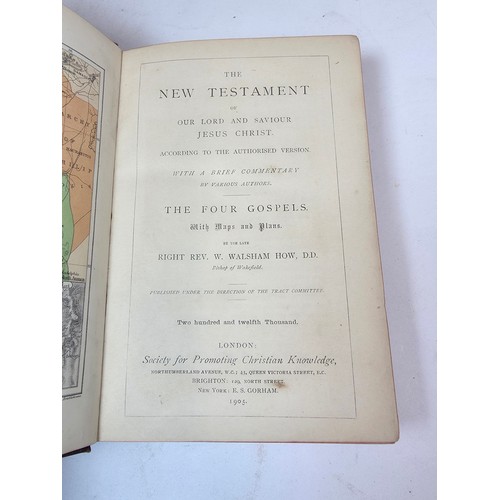 THE
NEW TESTAMENT
OF
OUR LORD AND SAVIOUR
JESUS CHRIST,
ACCORDING TO THE AUTHORISED VERSION.
WITH A BRIEF COMMENTARY
BY VARIOUS AUTHORS.
THE FOUR GOSPELS.
With Maps and Plans.
BY THE LATE
RIGHT REV. W. WALSHAM HOW, D.D.
Bishop of Wakefield.
PUBLISHED UNDER THE DIRECTION OF THE TRACT COMMITTEE.
Two hundred and twelfth Thousand.
LONDON:
Society for Promoting Christian Knowledge,
NORTHUMBERLAND AVENUE, W.C.; 43, QUEEN VICTORIA STREET, E.C.
BRIGHTON: 129, NORTH STREET.
NEW YORK: E. S. GORHAM.
1905.